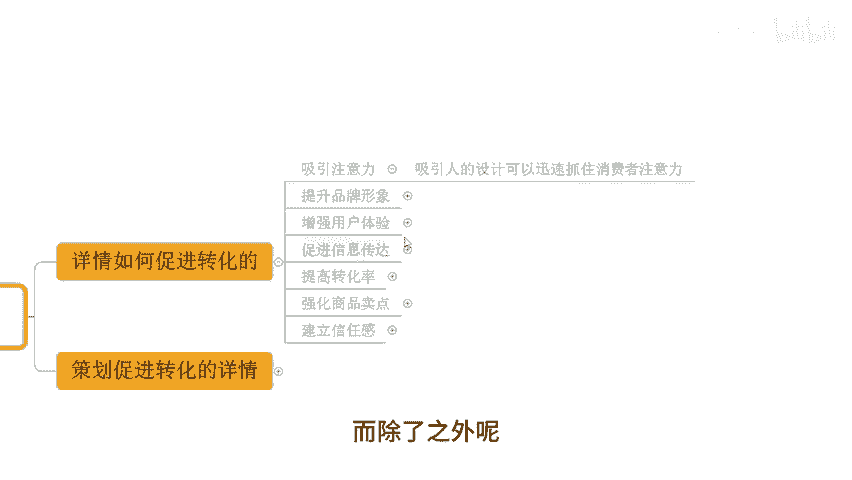 bilibili
吸引注意力
吸引人的设计可以迅速抓住消费者注意力
提升品牌形象
增强用户体验
促进信息传达
详情如何促进转化的
提高转化率
强化商品卖点
建立信任感
策划促进转化的详情
而除了之外呢